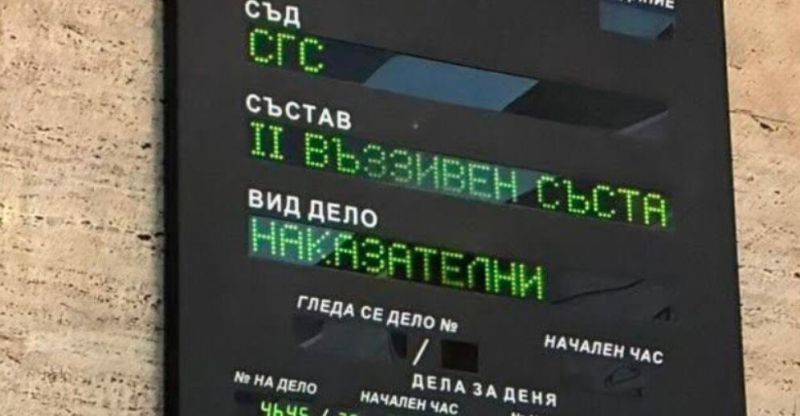 СЪД
СГС
СЪСТАВ
II ВЪЗЗИВЕН СЪСТА
ВИД ДЕЛО
НАКАЗАТЕЛНИ
ГЛЕДА СЕ ДЕЛО №
НАЧАЛЕН ЧАС
/
ДЕЛА ЗА ДЕНЯ
№ НА ДЕЛО
НАЧАЛЕН ЧАС
4646 /